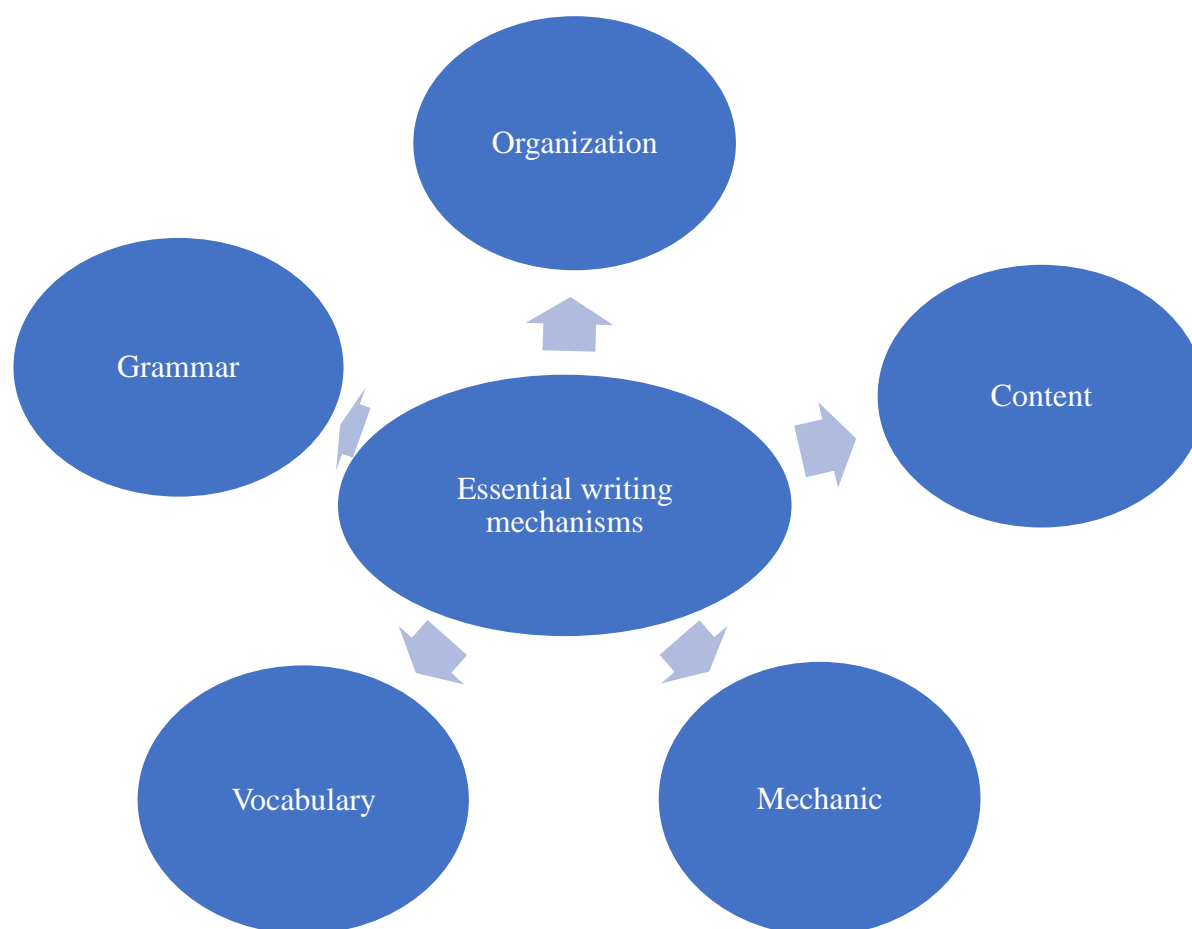 Organization
Grammar
Content
Essential writing
mechanisms
Vocabulary
Mechanic